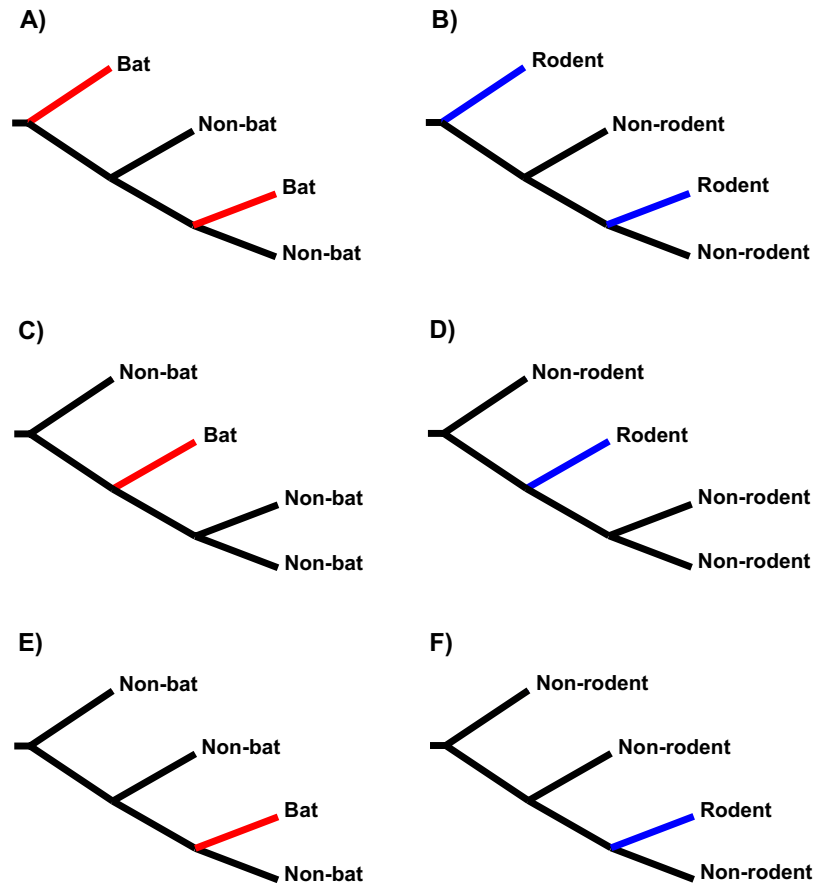 A)
Bat
Non-bat
Bat
Non-bat
B)
Rodent
Non-rodent
Rodent
Non-rodent
C)
Non-bat
Bat
Non-bat
Non-bat
D)
Non-rodent
Rodent
Non-rodent
Non-rodent
E)
Non-bat
Non-bat
Bat
Non-bat
F)
Non-rodent
Non-rodent
Rodent
Non-rodent